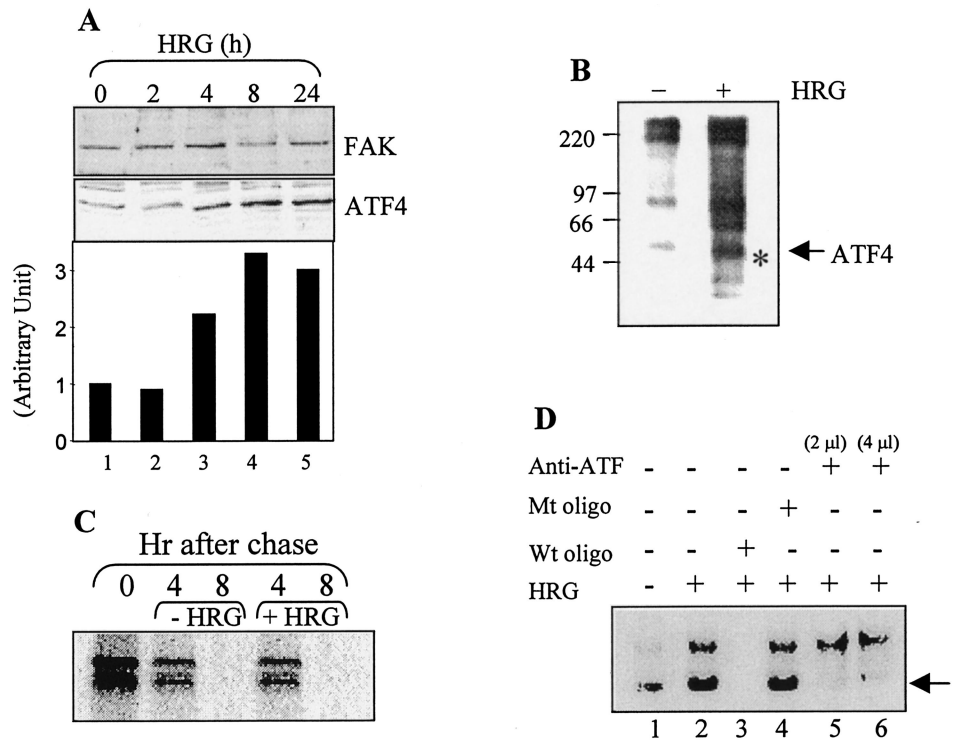 A
HRG (h)
0 2 4 8 24
FAK
ATF4
(Arbitrary Unit)
3
2
1
0
1 2 3 4 5
B
− + HRG
220
97
66
44
*
ATF4
C
Hr after chase
0 4 8 4 8
- HRG + HRG
D
(2 µl) (4 µl)
Anti-ATF - - - - + +
Mt oligo - - - + - -
Wt oligo - - + - - -
HRG - + + + + +
1 2 3 4 5 6